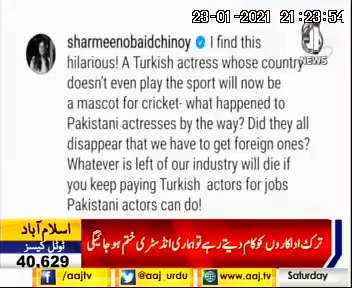 23-01-2021 21:23:54
sharmeenobaidchinoy I find this
NEWS
hilarious! A Turkish actress whose country
doesn't even play the sport will now be
a mascot for cricket- what happened to
Pakistani actresses by the way? Did they all
disappear that we have to get foreign ones?
Whatever is left of our industry will die if
you keep paying Turkish actors for jobs
Pakistani actors can do!
اسلام آباد
ٹوٹل کیسز
40,629
ترک اداکاروں کو کام دیتے رہے تو ہماری انڈسٹری ختم ہو جائیگی
/aajtv @aaj_urdu www.aaj.tv Saturday